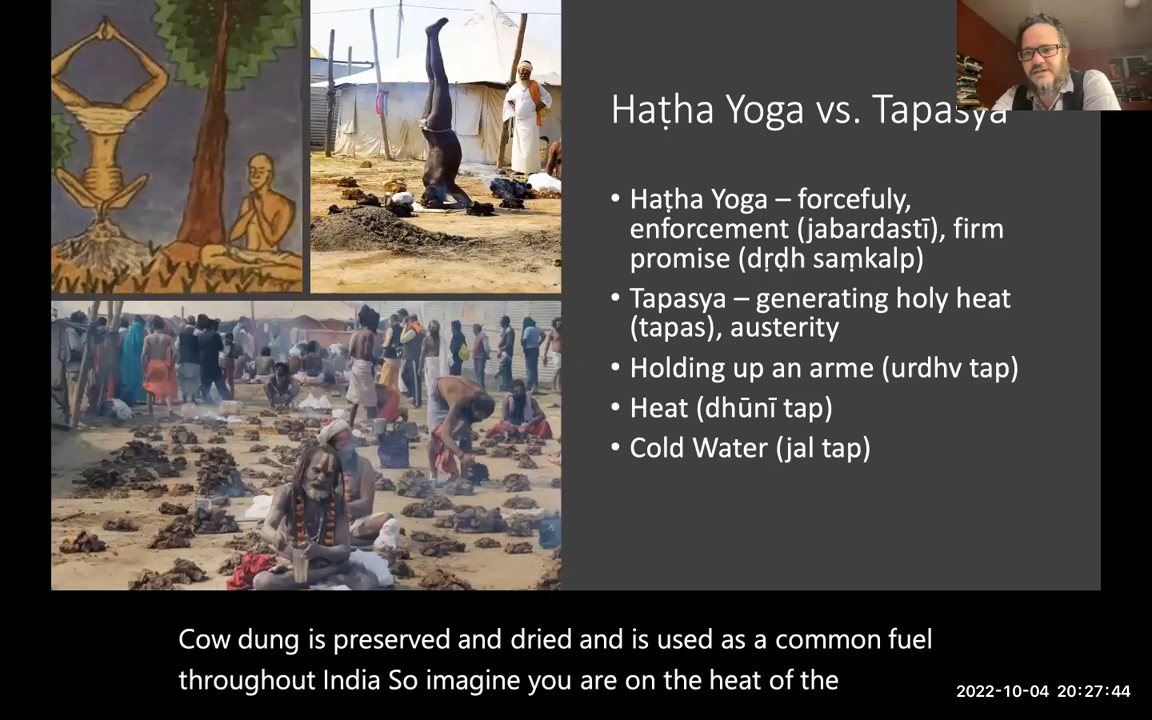 Haṭha Yoga vs. Tapasya
• Haṭha Yoga – forcefuly,
enforcement (jabardastī), firm
promise (dṛḍh saṃkalp)
• Tapasya – generating holy heat
(tapas), austerity
• Holding up an arme (urdhv tap)
• Heat (dhūnī tap)
• Cold Water (jal tap)
Cow dung is preserved and dried and is used as a common fuel
throughout India So imagine you are on the heat of the
2022-10-04 20:27:44